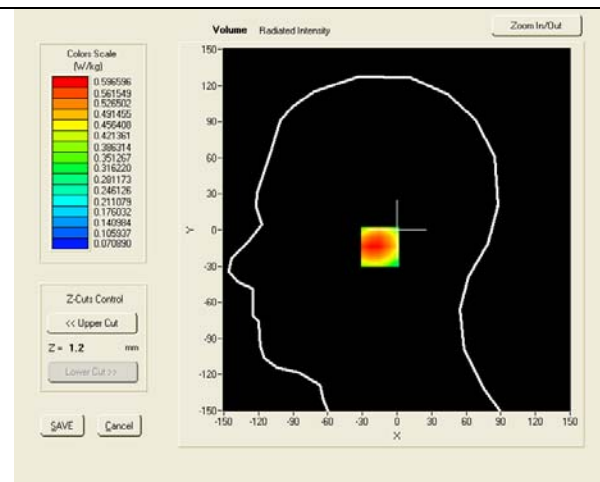 Volume Radiated Intensity
Zoom In/Out
Colors Scale
(W/kg)
0.596596
0.561549
0.526502
0.491455
0.456408
0.421361
0.386314
0.351267
0.316220
0.281173
0.246126
0.211079
0.176032
0.140984
0.105937
0.070890
Z-Cuts Control
<< Upper Cut
Z = 1.2 mm
Lower Cut >>
SAVE Cancel
150
120
90
60
30
0
-30
-60
-90
-120
-150
Y
-150 -120 -90 -60 -30 0 30 60 90 120 150
X